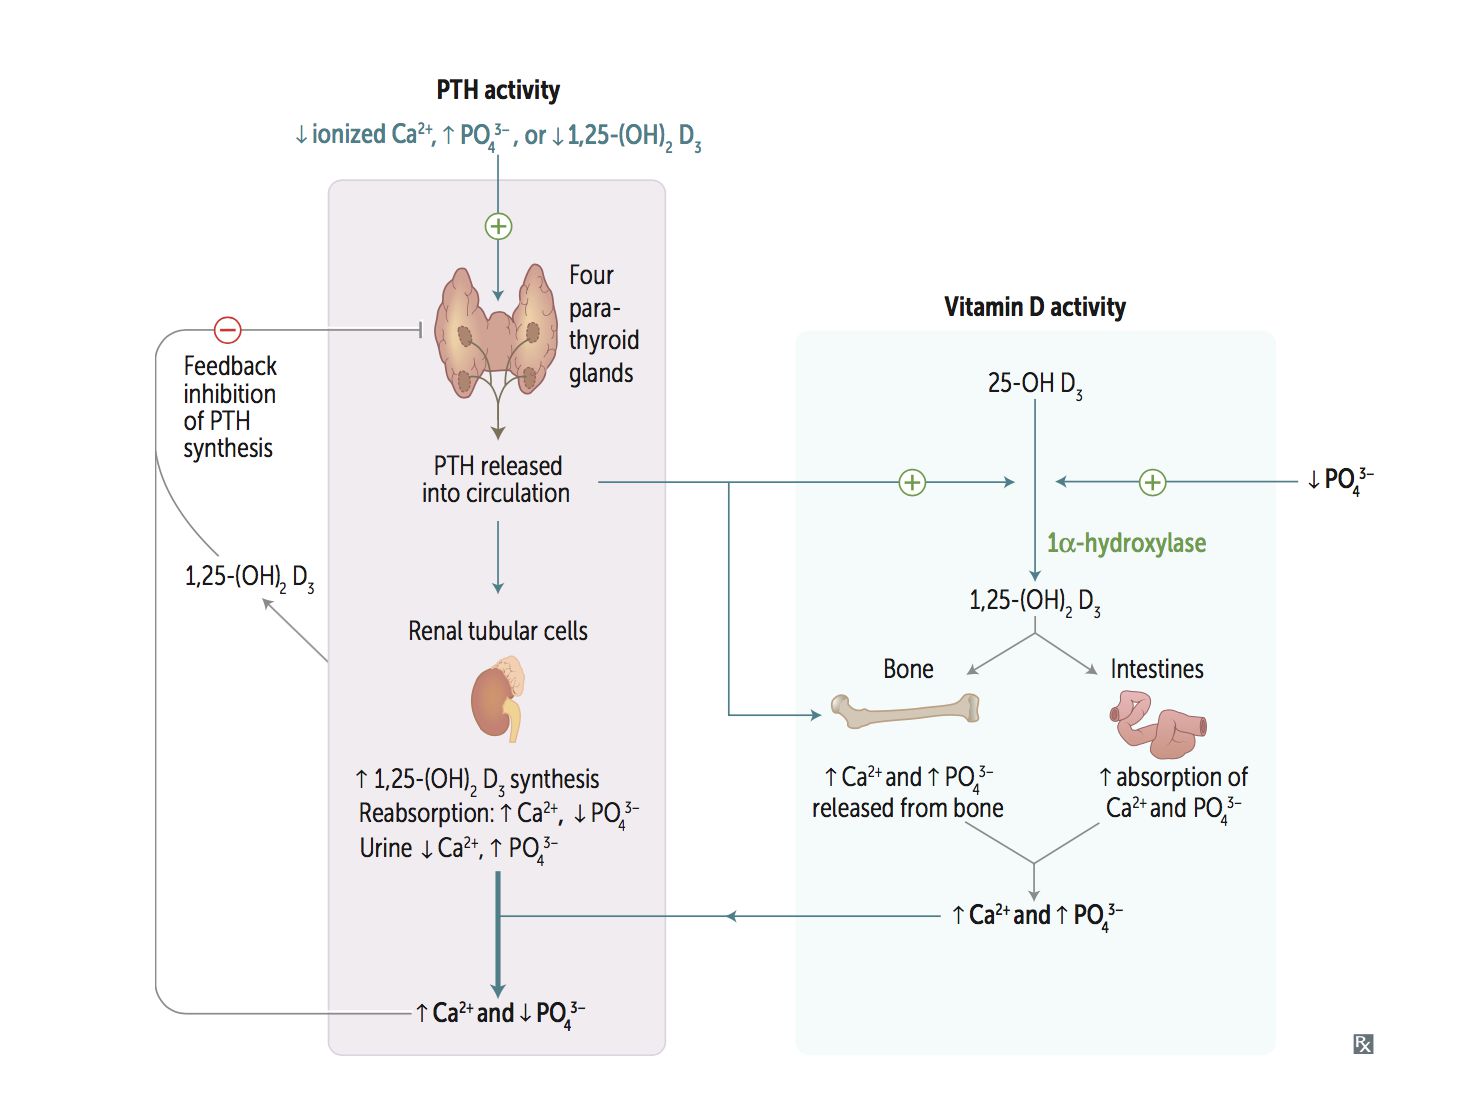 PTH activity
↓ ionized Ca²⁺, ↑ PO₄³⁻, or ↓ 1,25-(OH)₂ D₃
Four
para-
thyroid
glands
Feedback
inhibition
of PTH
synthesis
PTH released
into circulation
1,25-(OH)₂ D₃
Renal tubular cells
↑ 1,25-(OH)₂ D₃ synthesis
Reabsorption: ↑ Ca²⁺, ↓ PO₄³⁻
Urine ↓ Ca²⁺, ↑ PO₄³⁻
↑ Ca²⁺ and ↓ PO₄³⁻
Vitamin D activity
25-OH D₃
↓ PO₄³⁻
1α-hydroxylase
1,25-(OH)₂ D₃
Bone
Intestines
↑ Ca²⁺ and ↑ PO₄³⁻
released from bone
↑ absorption of
Ca²⁺ and PO₄³⁻
↑ Ca²⁺ and ↑ PO₄³⁻
Rx